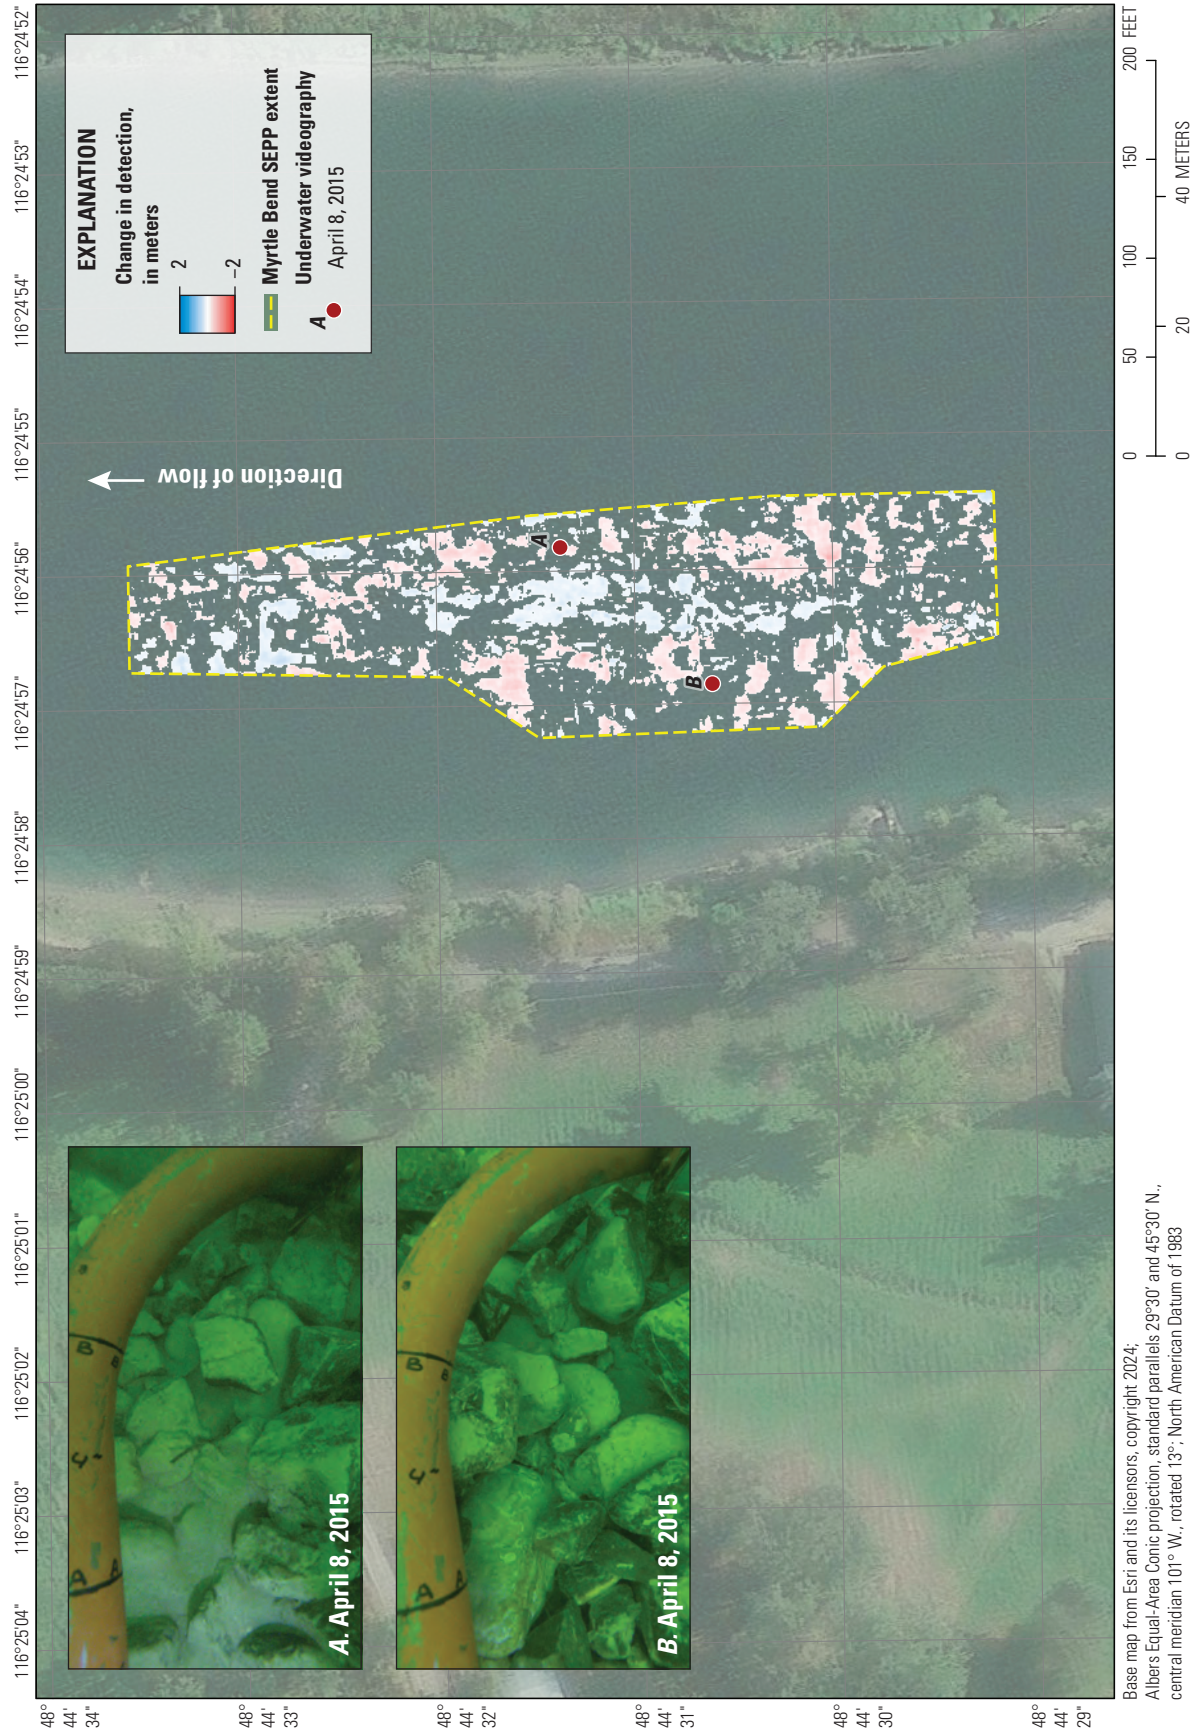 116°25'04"
116°25'03"
116°25'02"
116°25'01"
116°25'00"
116°24'59"
116°24'58"
116°24'57"
116°24'56"
116°24'55"
116°24'54"
116°24'53"
116°24'52"
48°
44'
34"
48°
44'
33"
48°
44'
32"
48°
44'
31"
48°
44'
30"
48°
44'
29"
A
4
B
B
A. April 8, 2015
A
4
B
B
B. April 8, 2015
Direction of flow
A
B
EXPLANATION
Change in detection,
in meters
2
–2
Myrtle Bend SEPP extent
Underwater videography
A
April 8, 2015
Base map from Esri and its licensors, copyright 2024;
Albers Equal-Area Conic projection, standard parallels 29°30' and 45°30' N.,
central meridian 101° W., rotated 13°; North American Datum of 1983
0 50 100 150 200 FEET
0 20 40 METERS